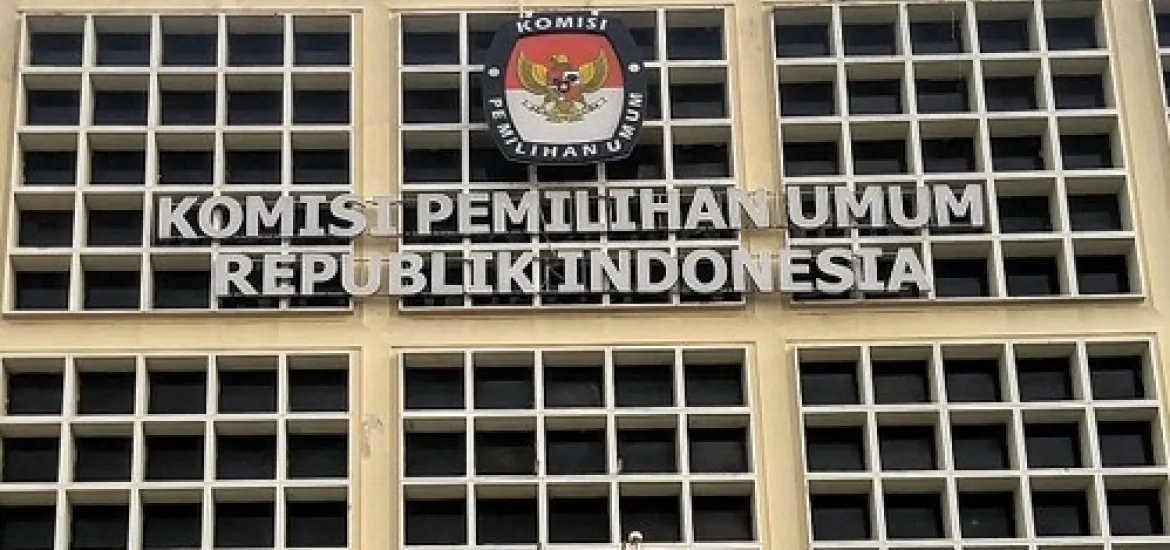 KOMISI
PEMILIHAN UMUM
KOMISI PEMILIHAN UMUM
REPUBLIK INDONESIA